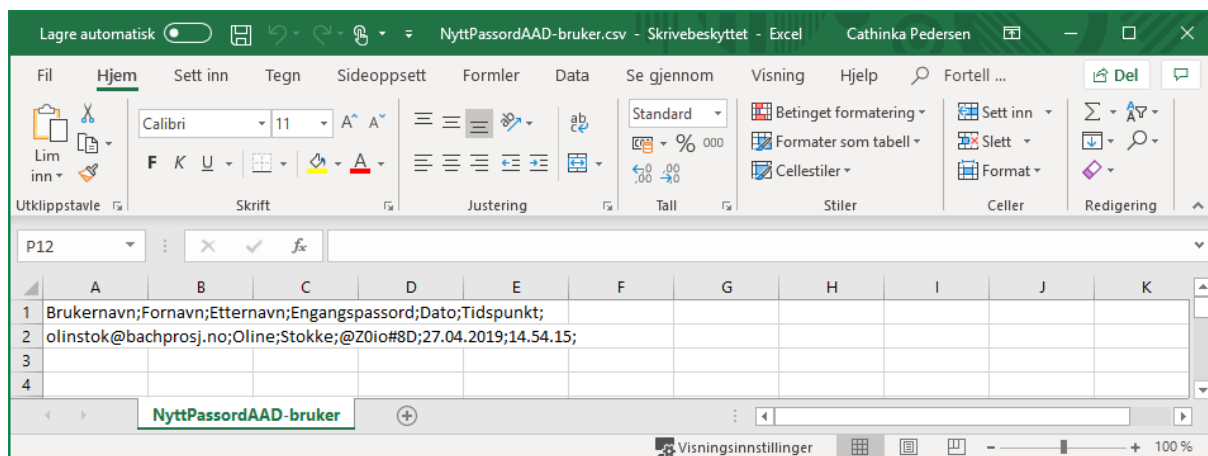 Lagre automatisk NyttPassordAAD-bruker.csv - Skrivebeskyttet - Excel Cathinka Pedersen
Fil Hjem Sett inn Tegn Sideoppsett Formler Data Se gjennom Visning Hjelp Fortell ... Del
Calibri 11 A^ A˅ ab Standard Betinget formatering Sett inn Σ
Lim inn F K U A % 000 Formater som tabell Slett
,00 ,00 Cellestiler Format
Utklippstavle Skrift Justering Tall Stiler Celler Redigering
P12 fx
A B C D E F G H I J K
1 Brukernavn;Fornavn;Etternavn;Engangspassord;Dato;Tidspunkt;
2 olinstok@bachprosj.no;Oline;Stokke;@Z0io#8D;27.04.2019;14.54.15;
3
4
NyttPassordAAD-bruker
Visningsinnstillinger - + 100 %